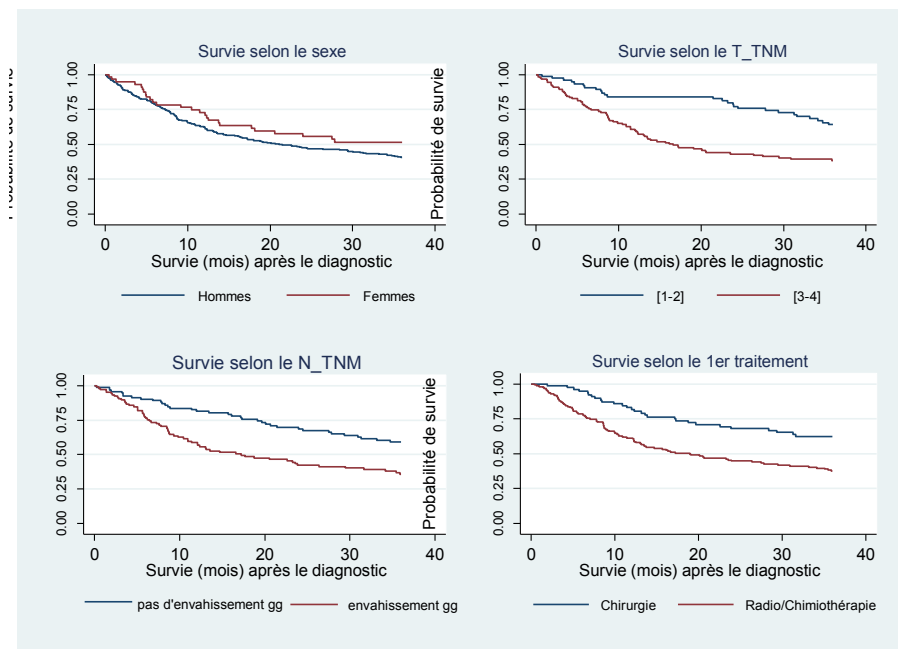 Survie selon le sexe
Probabilité de survie
0.00 0.25 0.50 0.75 1.00
0 10 20 30 40
Survie (mois) après le diagnostic
Hommes Femmes
Survie selon le T_TNM
Probabilité de survie
0.00 0.25 0.50 0.75 1.00
0 10 20 30 40
Survie (mois) après le diagnostic
[1-2] [3-4]
Survie selon le N_TNM
0.00 0.25 0.50 0.75 1.00
0 10 20 30 40
Survie (mois) après le diagnostic
pas d'envahissement gg envahissement gg
Survie selon le 1er traitement
Probabilité de survie
0.00 0.25 0.50 0.75 1.00
0 10 20 30 40
Survie (mois) après le diagnostic
Chirurgie Radio/Chimiothérapie